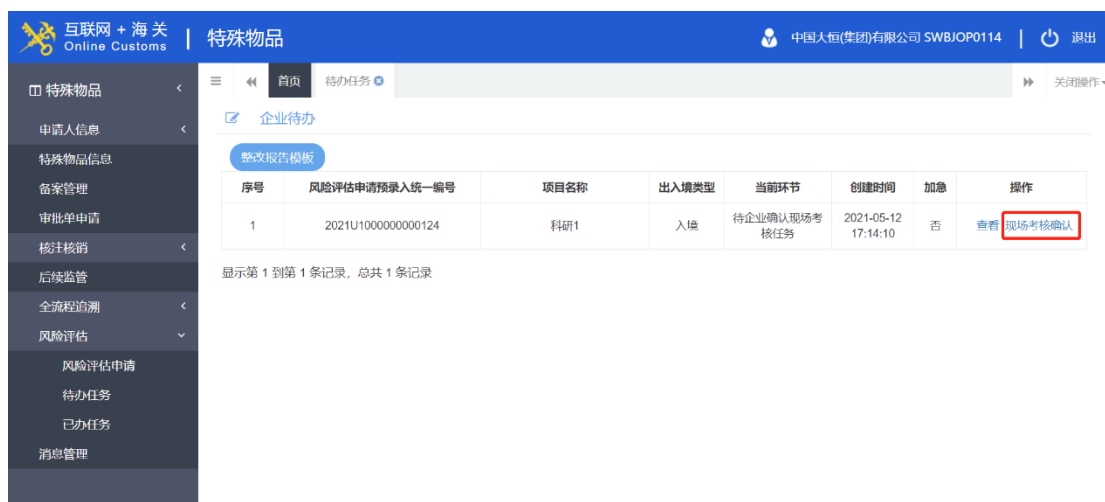 互联网 + 海 关
Online Customs
特殊物品
中国大恒(集团)有限公司 SWBJOP0114
退出
特殊物品
首页
待办任务
关闭操作
申请人信息
特殊物品信息
备案管理
审批单申请
核注核销
后续监管
全流程追溯
风险评估
风险评估申请
待办任务
已办任务
消息管理
企业待办
整改报告模板
序号 风险评估申请预录入统一编号 项目名称 出入境类型 当前环节 创建时间 加急 操作
1 2021U1000000000124 科研1 入境 待企业确认现场考 2021-05-12 否 查看 现场考核确认
核任务 17:14:10
显示第 1 到第 1 条记录，总共 1 条记录